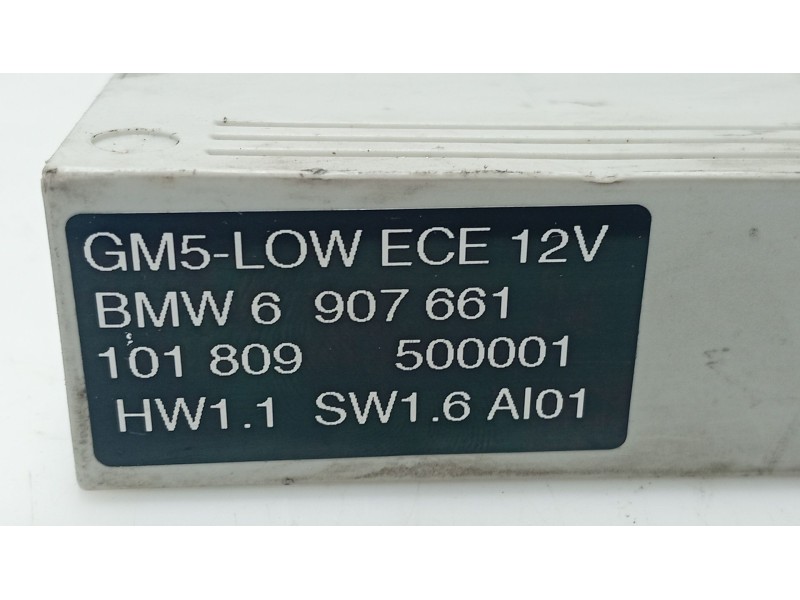 GM5-LOW ECE 12V
BMW 6 907 661
101 809 500001
HW1.1 SW1.6 AI01